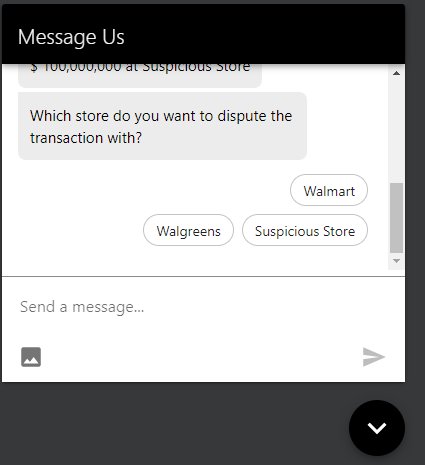 Message Us
$ 100,000,000 at Suspicious Store
Which store do you want to dispute the
transaction with?
Walmart
Walgreens
Suspicious Store
Send a message...